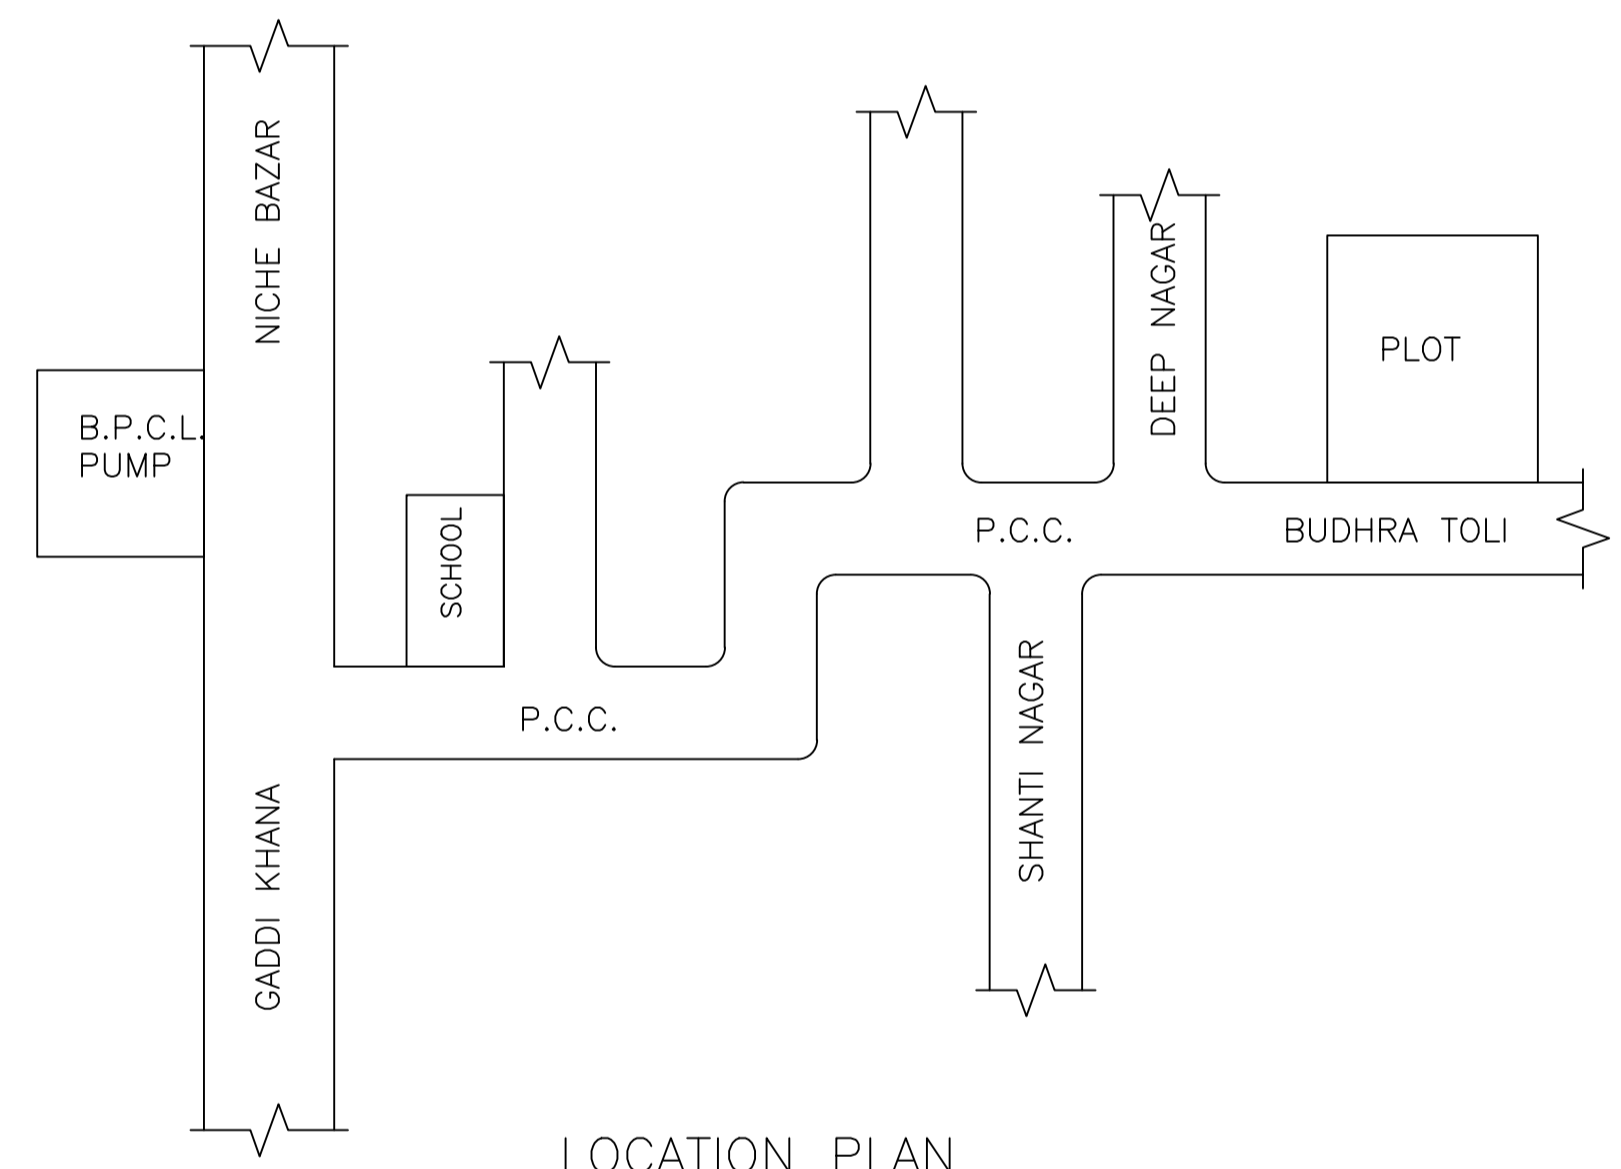 NICHE BAZAR
DEEP NAGAR
PLOT
B.P.C.L.
PUMP
SCHOOL
P.C.C.
BUDHRA TOLI
P.C.C.
SHANTI NAGAR
GADDI KHANA
LOCATION PLAN